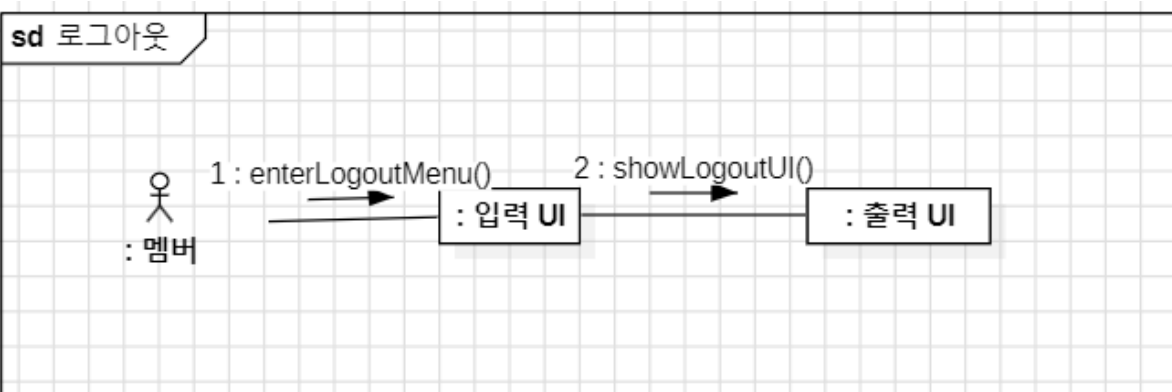 sd 로그아웃
1 : enterLogoutMenu()
2 : showLogoutUI()
: 멤버
: 입력 UI
: 출력 UI